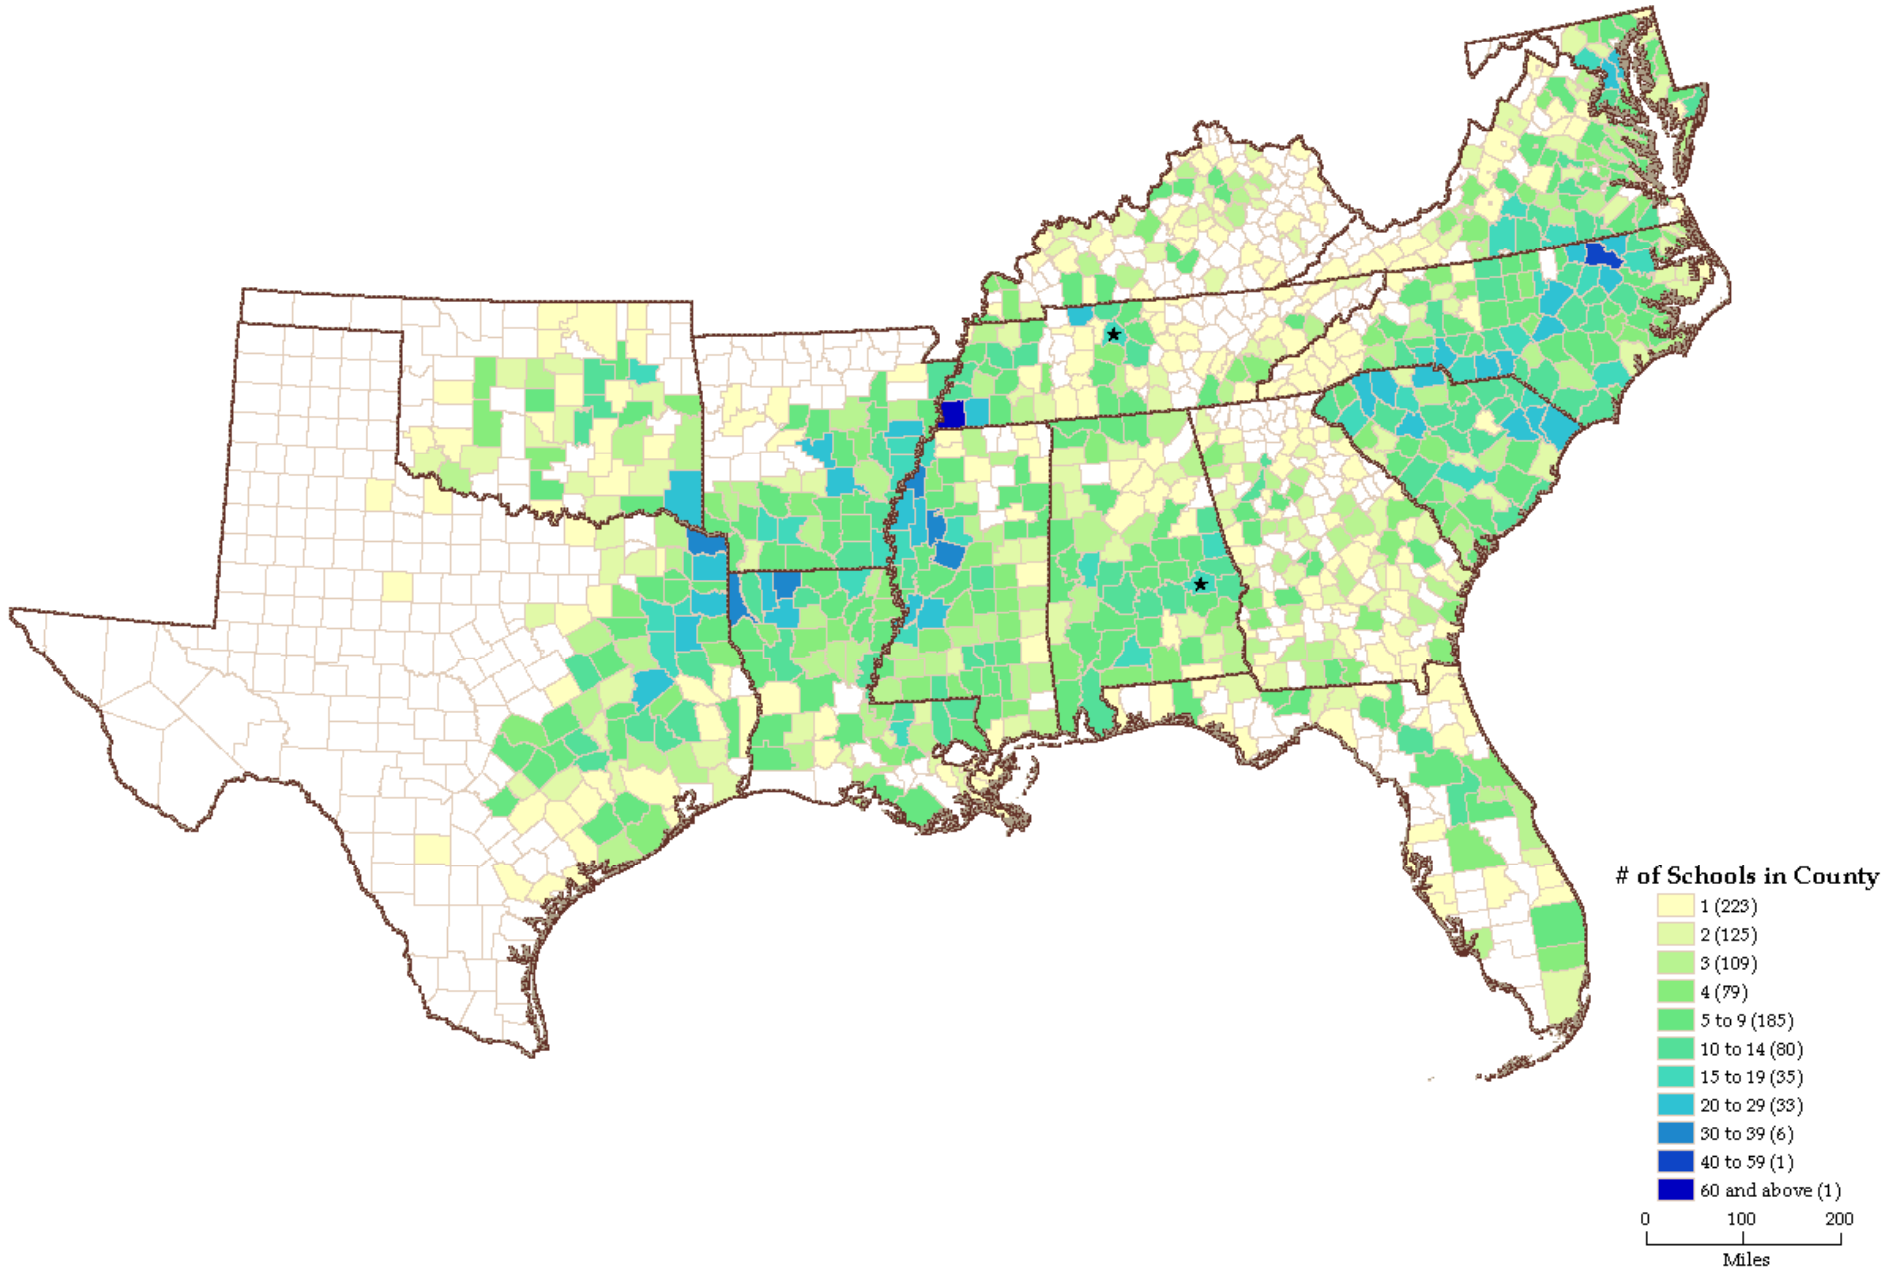 # of Schools in County
1 (223)
2 (125)
3 (109)
4 (79)
5 to 9 (185)
10 to 14 (80)
15 to 19 (35)
20 to 29 (33)
30 to 39 (6)
40 to 59 (1)
60 and above (1)
0 100 200
Miles